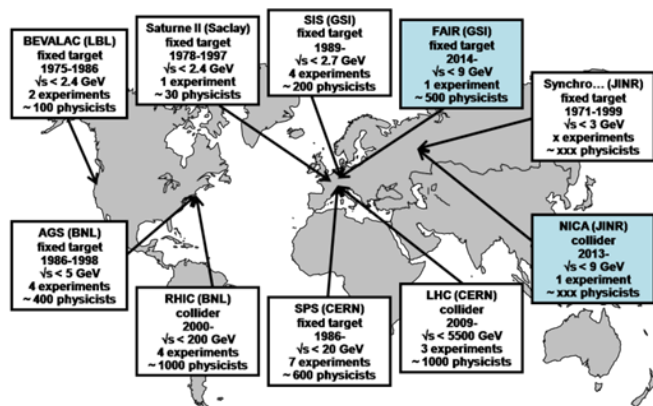 BEVALAC (LBL)
fixed target
1975-1986
√s < 2.4 GeV
2 experiments
~ 100 physicists
Saturne II (Saclay)
fixed target
1978-1997
√s < 2.4 GeV
1 experiment
~ 30 physicists
SIS (GSI)
fixed target
1989-
√s < 2.7 GeV
4 experiments
~ 200 physicists
FAIR (GSI)
fixed target
2014-
√s < 9 GeV
1 experiment
~ 500 physicists
Synchro... (JINR)
fixed target
1971-1999
√s < 3 GeV
x experiments
~ xxx physicists
AGS (BNL)
fixed target
1986-1998
√s < 5 GeV
4 experiments
~ 400 physicists
RHIC (BNL)
collider
2000-
√s < 200 GeV
4 experiments
~ 1000 physicists
SPS (CERN)
fixed target
1986-
√s < 20 GeV
7 experiments
~ 600 physicists
LHC (CERN)
collider
2009-
√s < 5500 GeV
3 experiments
~ 1000 physicists
NICA (JINR)
collider
2013-
√s < 9 GeV
1 experiment
~ xxx physicists